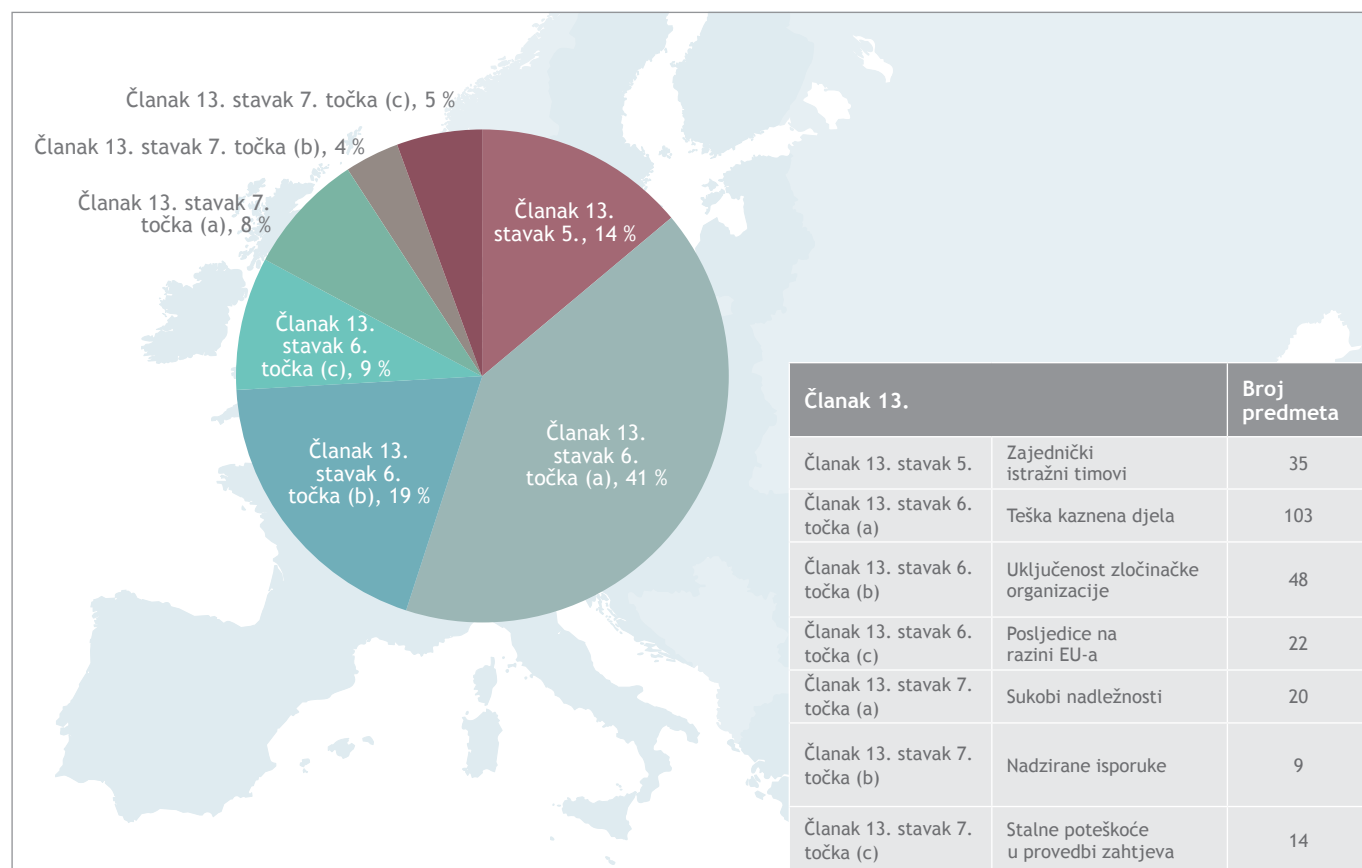 Članak 13. stavak 7. točka (c), 5 %
Članak 13. stavak 7. točka (b), 4 %
Članak 13. stavak 7.
točka (a), 8 %
Članak 13.
stavak 5., 14 %
Članak 13.
stavak 6.
točka (c), 9 %
Članak 13.
stavak 6.
točka (b), 19 %
Članak 13.
stavak 6.
točka (a), 41 %
Članak 13.
Broj
predmeta
Članak 13. stavak 5.
Zajednički
istražni timovi
35
Članak 13. stavak 6.
točka (a)
Teška kaznena djela
103
Članak 13. stavak 6.
točka (b)
Uključenost zločinačke
organizacije
48
Članak 13. stavak 6.
točka (c)
Posljedice na
razini EU-a
22
Članak 13. stavak 7.
točka (a)
Sukobi nadležnosti
20
Članak 13. stavak 7.
točka (b)
Nadzirane isporuke
9
Članak 13. stavak 7.
točka (c)
Stalne poteškoće
u provedbi zahtjeva
14